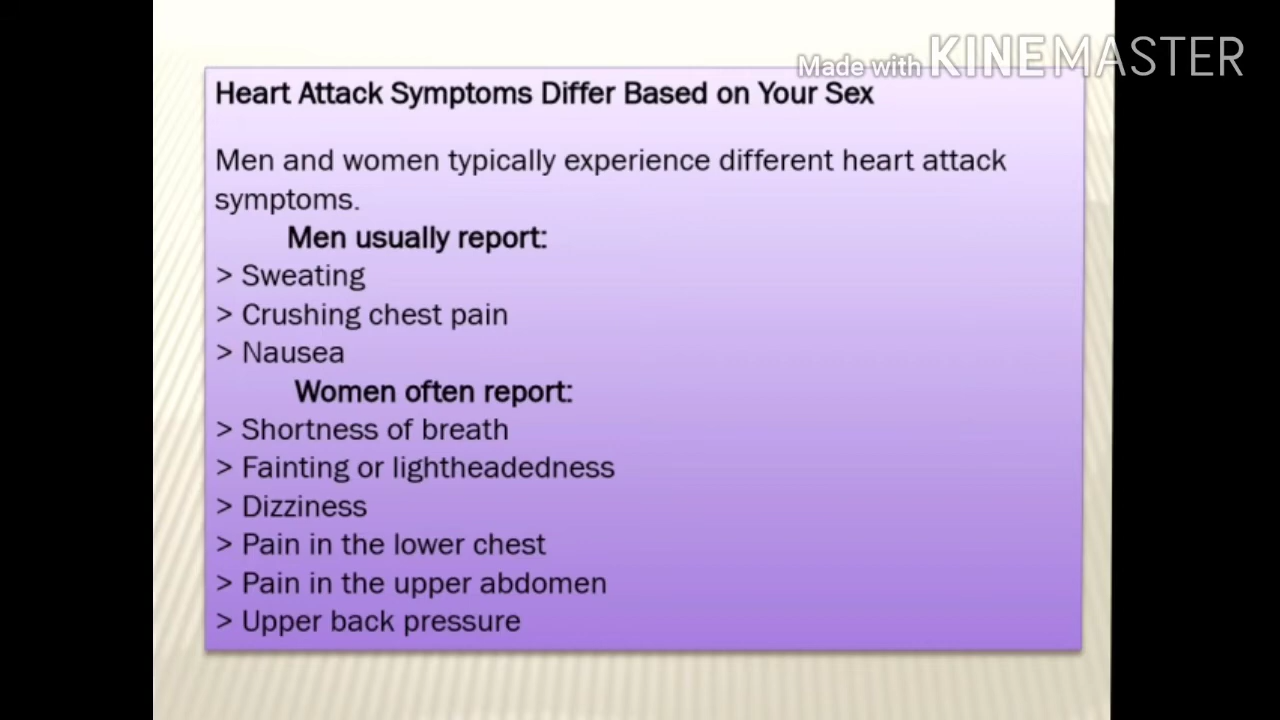 Made with KINEMASTER
Heart Attack Symptoms Differ Based on Your Sex
Men and women typically experience different heart attack
symptoms.
Men usually report:
> Sweating
> Crushing chest pain
> Nausea
Women often report:
> Shortness of breath
> Fainting or lightheadedness
> Dizziness
> Pain in the lower chest
> Pain in the upper abdomen
> Upper back pressure